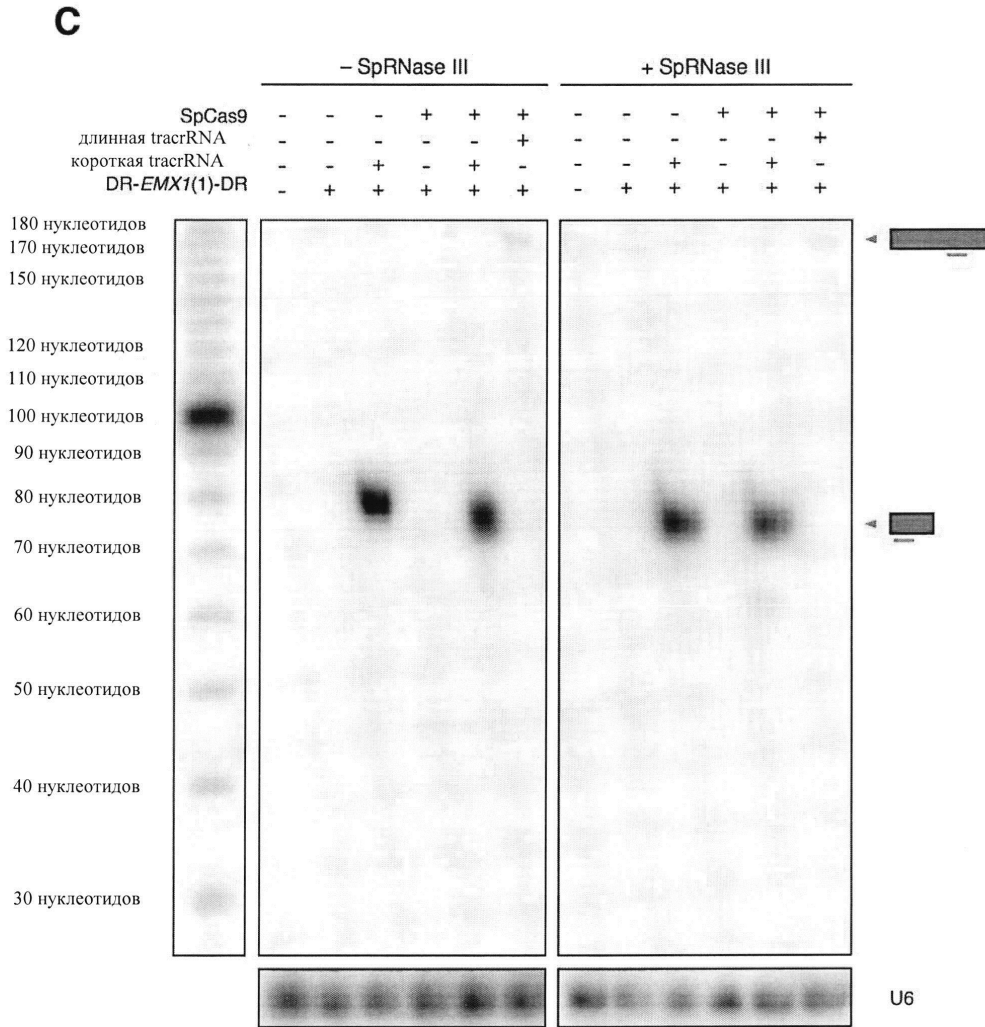 C
– SpRNase III + SpRNase III
SpCas9 - - - + + + - - - + + +
длинная tracrRNA - - - - - + - - - - - +
короткая tracrRNA - - + - + - - - + - + -
DR-EMX1(1)-DR - + + + + + - + + + + +
180 нуклеотидов
170 нуклеотидов
150 нуклеотидов
120 нуклеотидов
110 нуклеотидов
100 нуклеотидов
90 нуклеотидов
80 нуклеотидов
70 нуклеотидов
60 нуклеотидов
50 нуклеотидов
40 нуклеотидов
30 нуклеотидов
U6